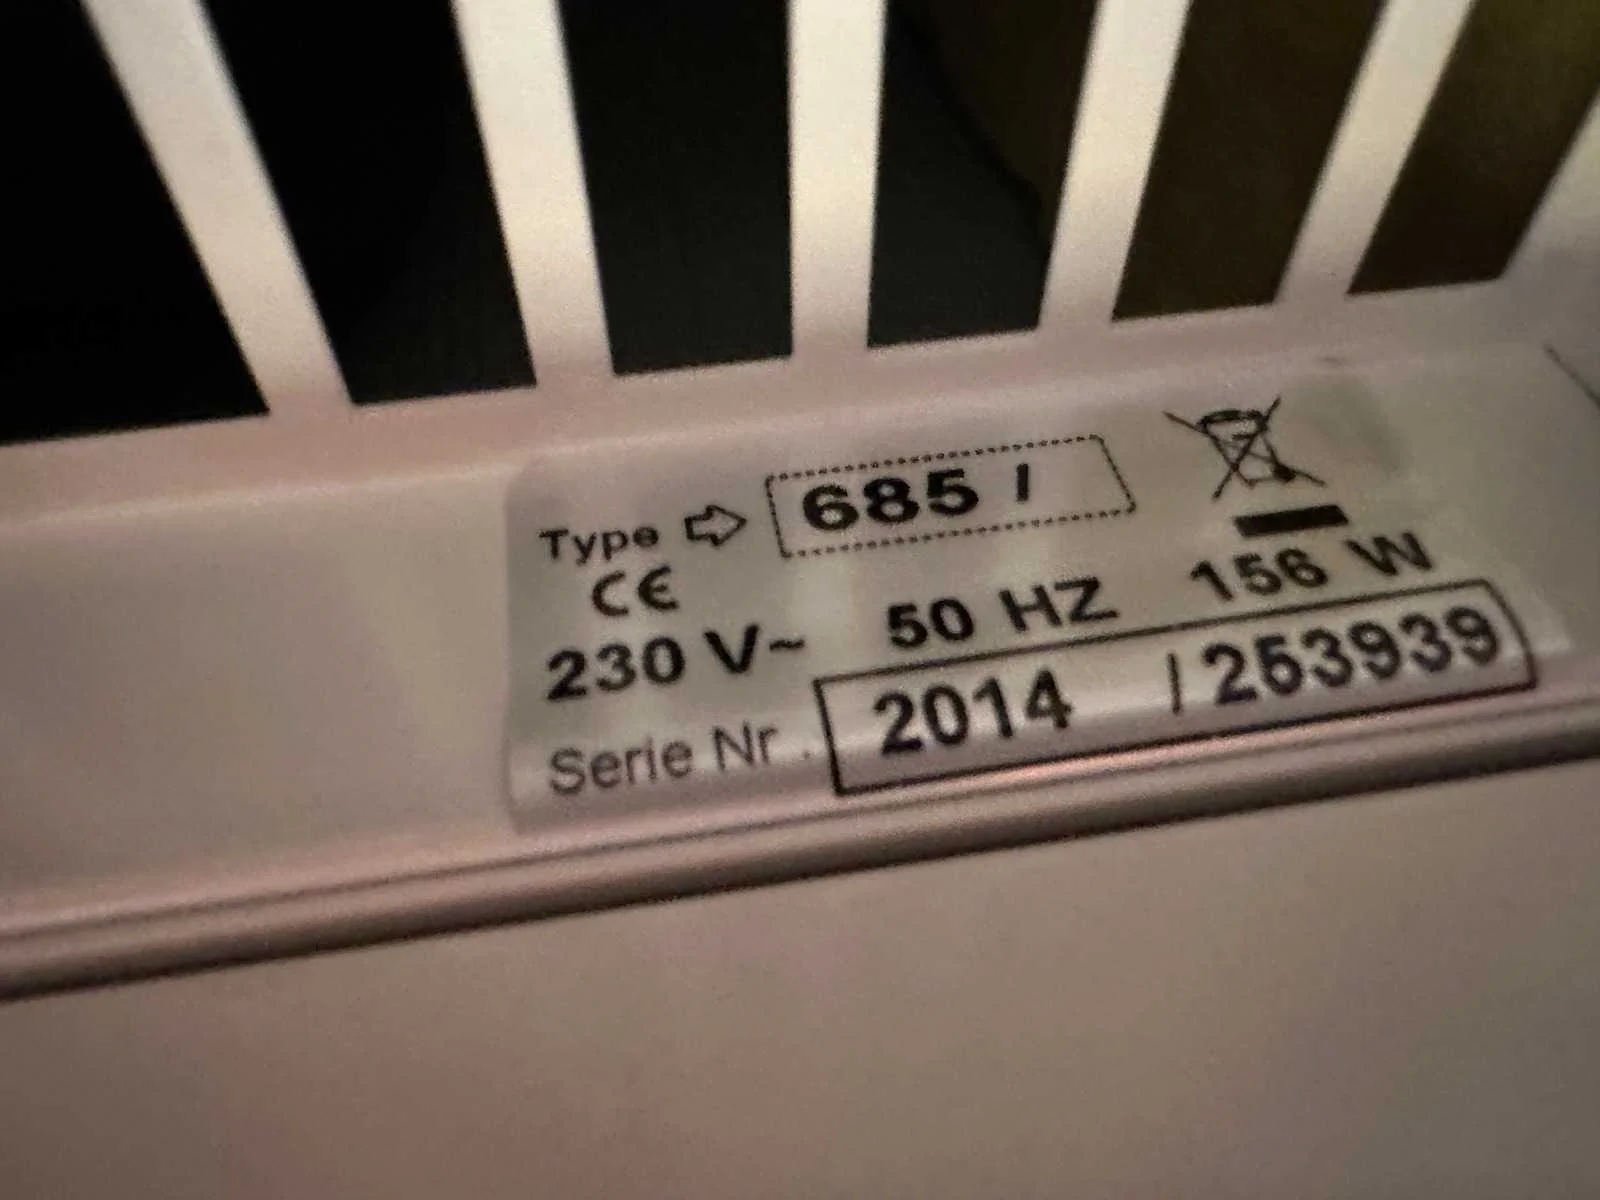 Type 685 /
CE
230 V~ 50 HZ 156 W
Serie Nr. 2014 / 253939